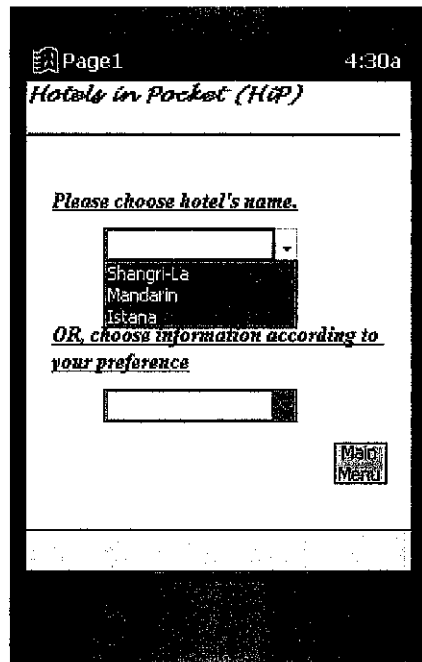 Page1 4:30a
Hotels in Pocket (HiP)
Please choose hotel's name.
Shangri-La
Mandarin
Istana
OR, choose information according to
your preference
Main
Menu